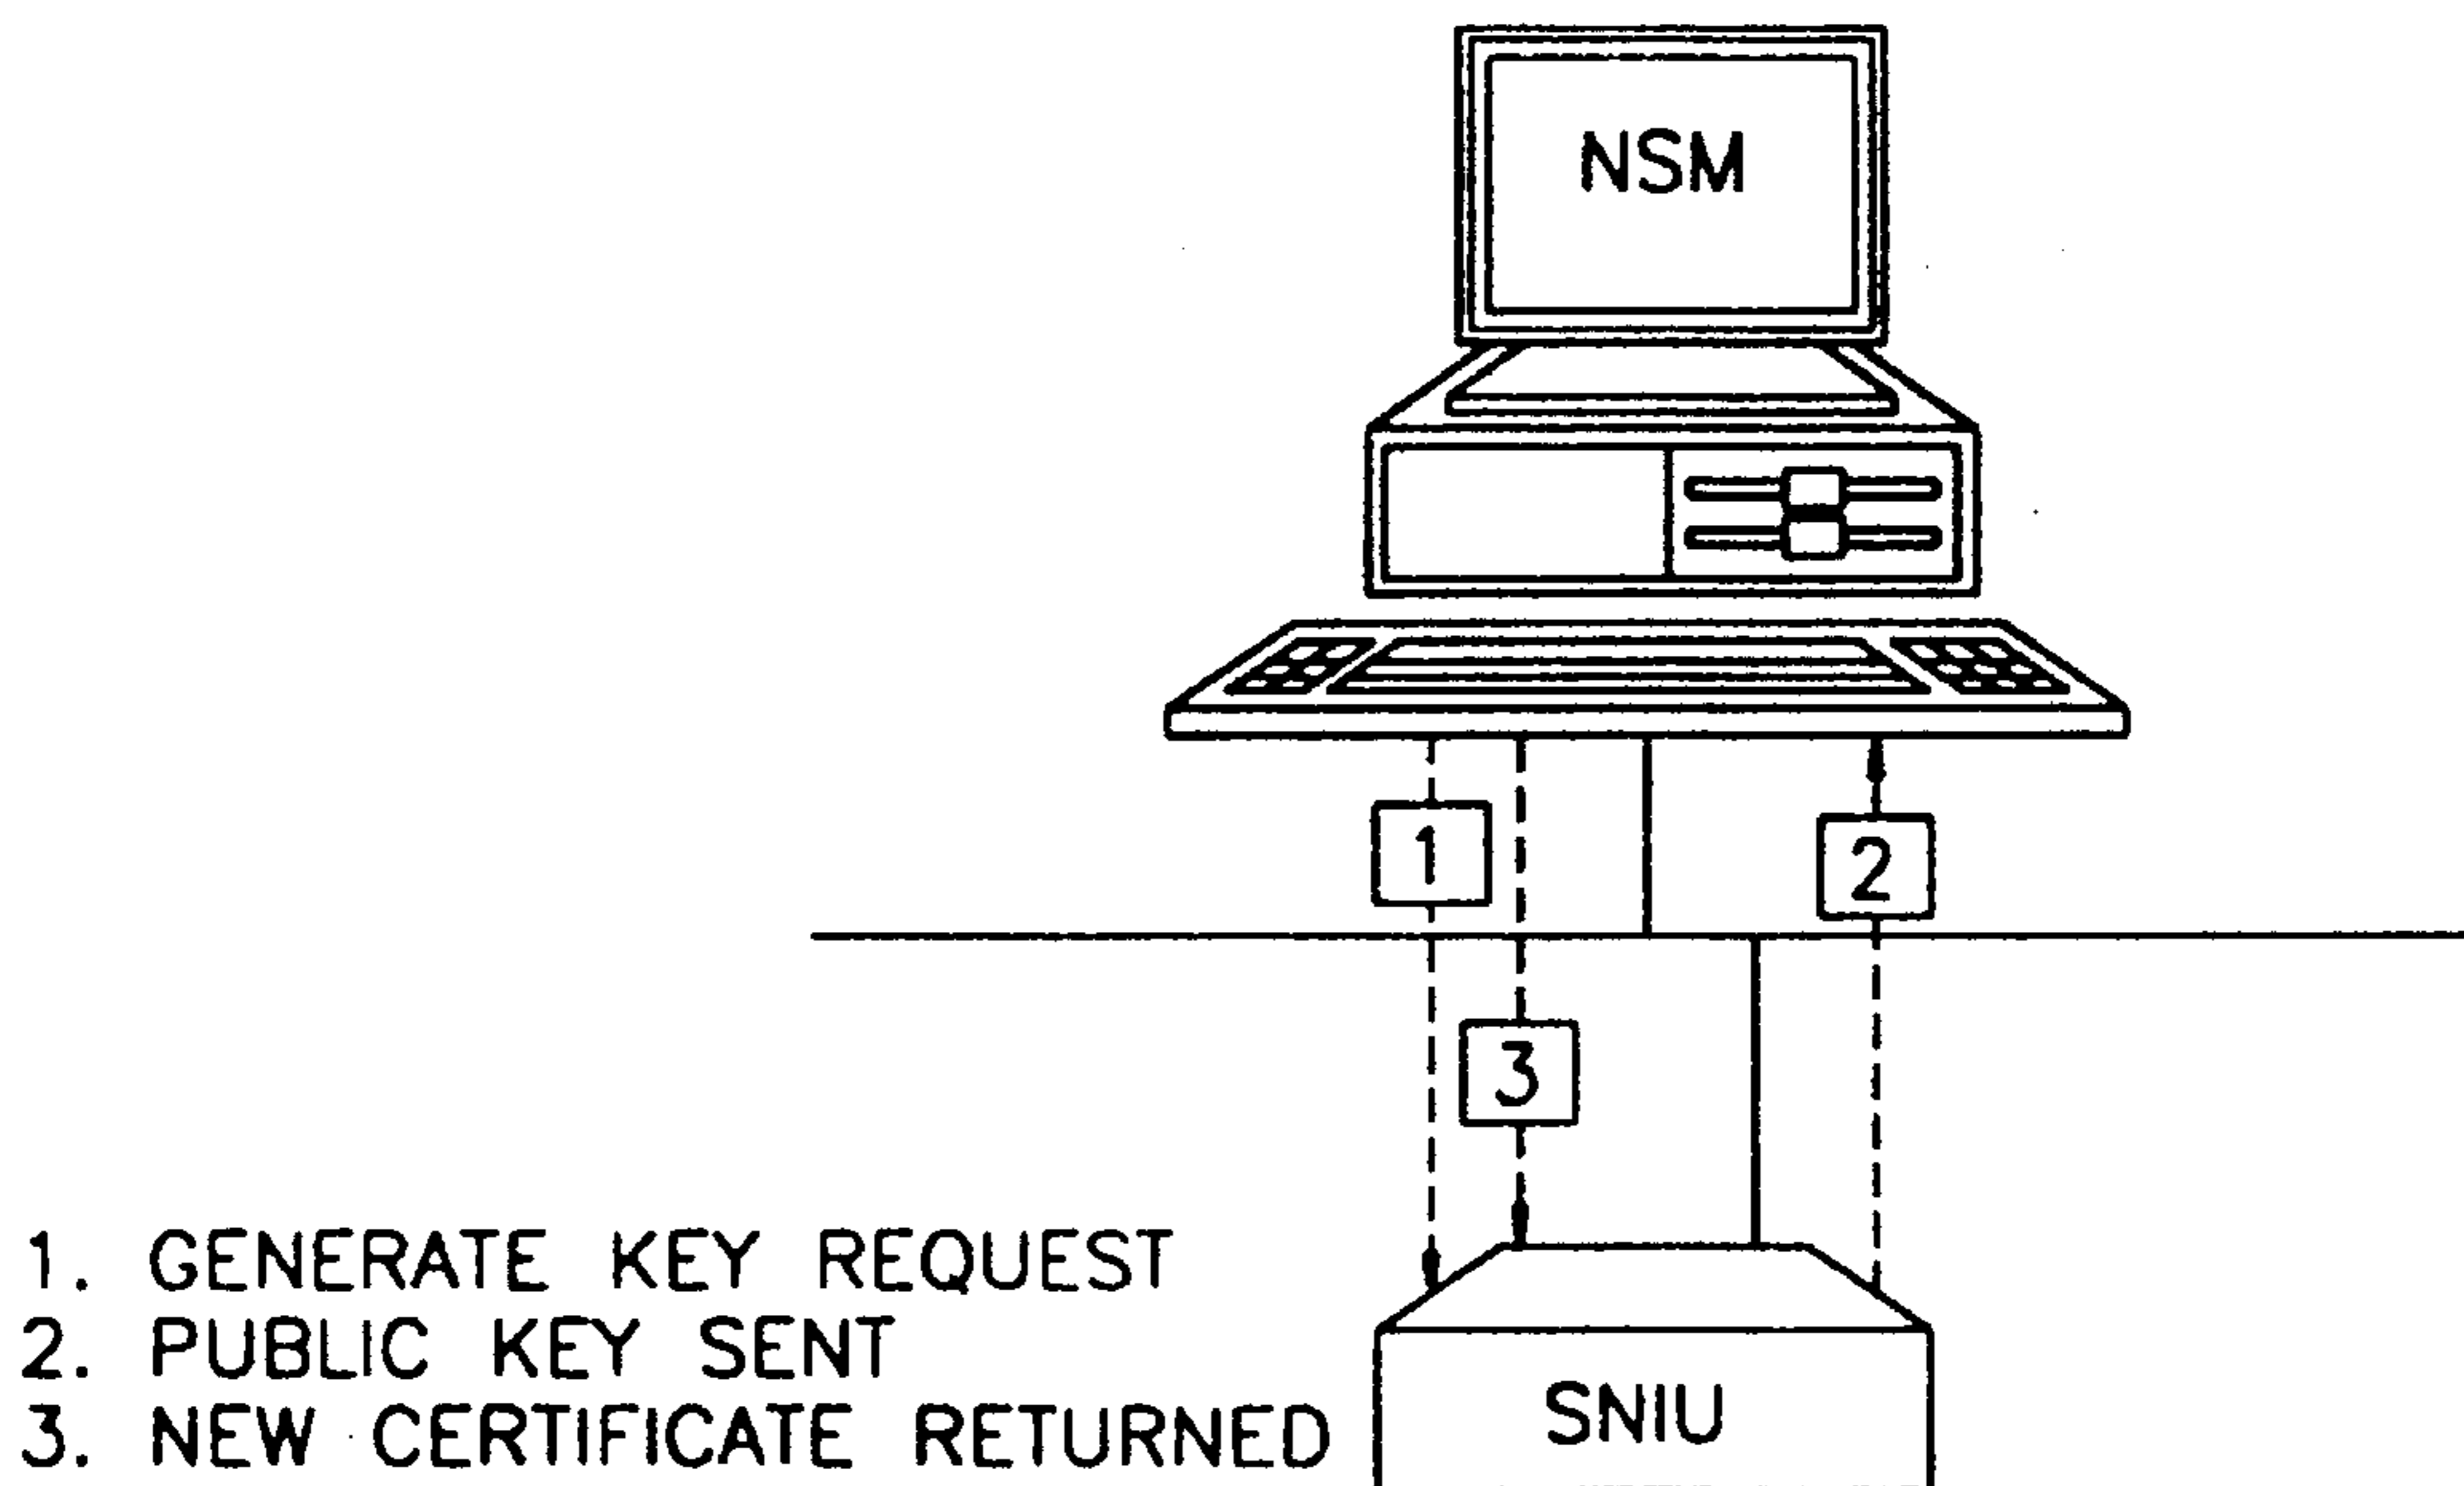 NSM
1
2
3
1. GENERATE KEY REQUEST
2. PUBLIC KEY SENT
3. NEW CERTIFICATE RETURNED
SNIU